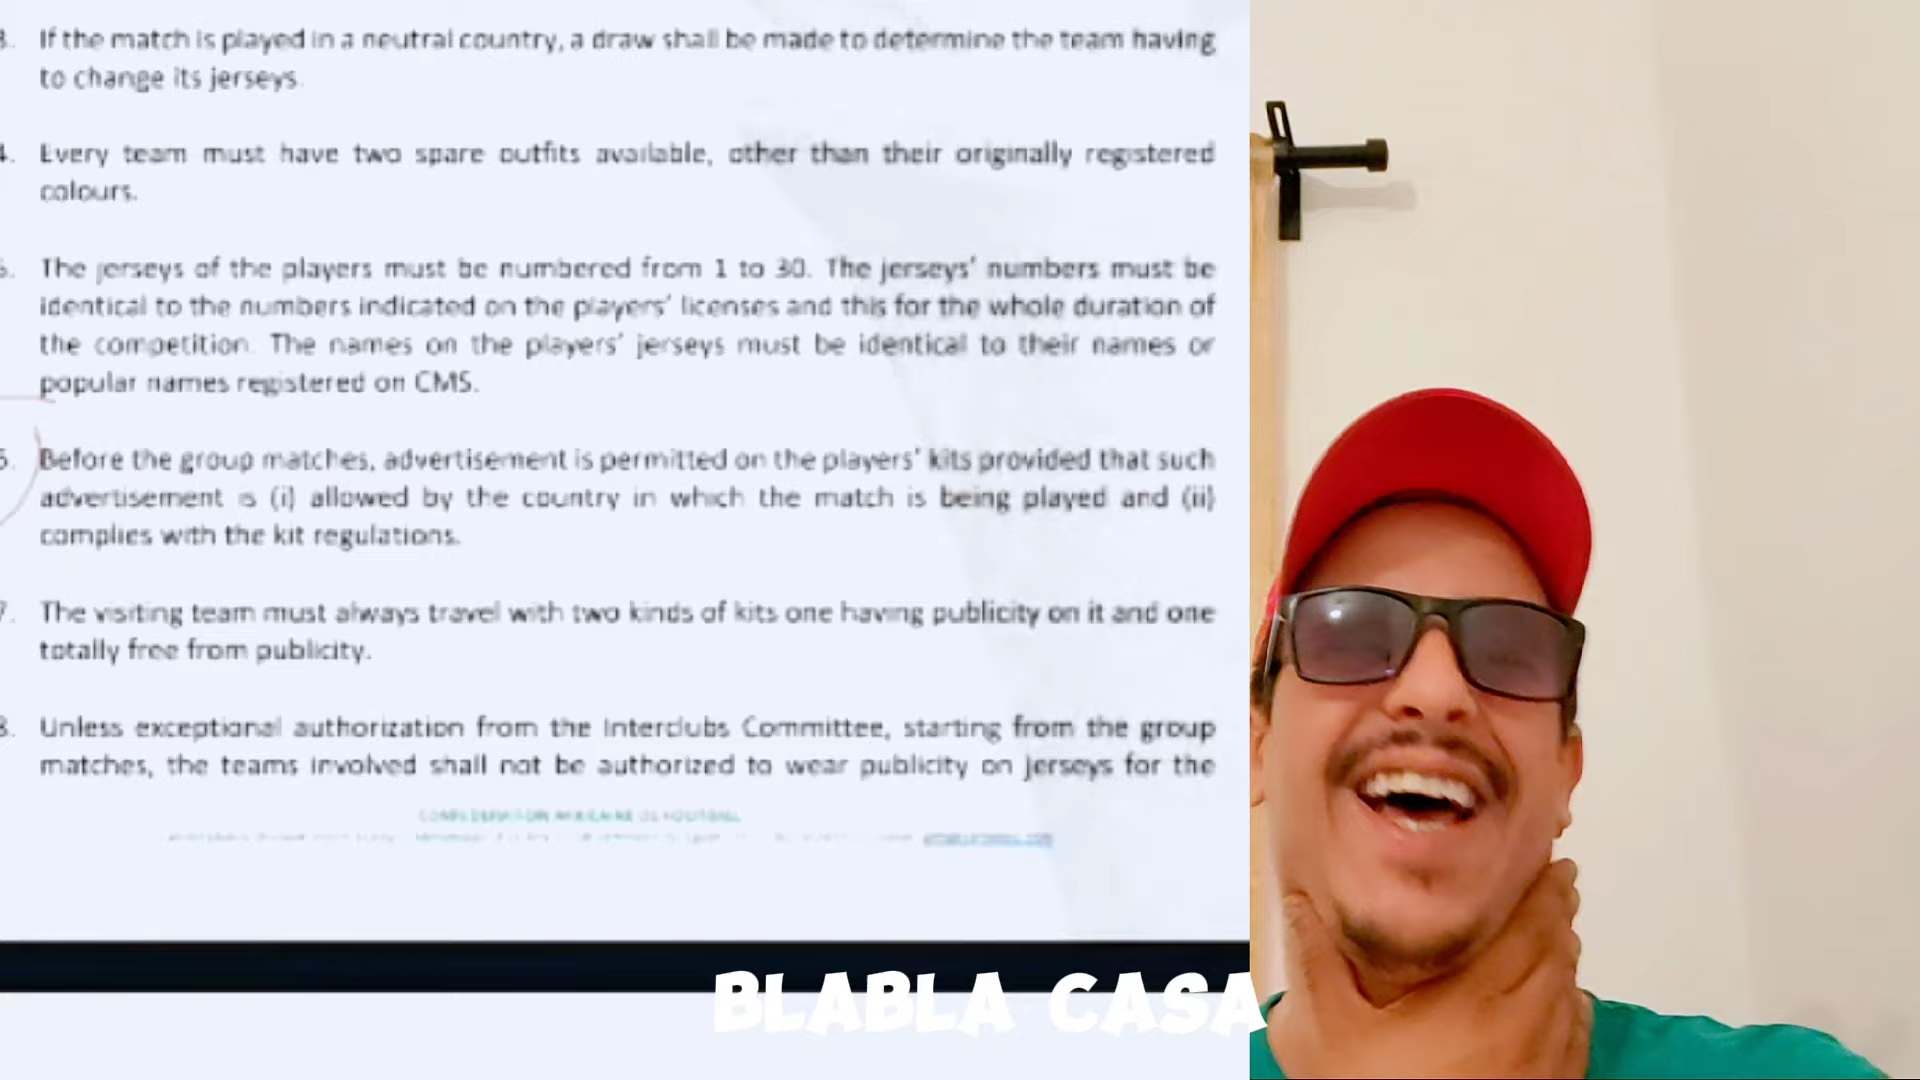 3. If the match is played in a neutral country, a draw shall be made to determine the team having
to change its jerseys.
4. Every team must have two spare outfits available, other than their originally registered
colours.
5. The jerseys of the players must be numbered from 1 to 30. The jerseys' numbers must be
identical to the numbers indicated on the players' licenses and this for the whole duration of
the competition. The names on the players' jerseys must be identical to their names or
popular names registered on CMS.
6. Before the group matches, advertisement is permitted on the players' kits provided that such
advertisement is (i) allowed by the country in which the match is being played and (ii)
complies with the kit regulations.
7. The visiting team must always travel with two kinds of kits one having publicity on it and one
totally free from publicity.
8. Unless exceptional authorization from the Interclubs Committee, starting from the group
matches, the teams involved shall not be authorized to wear publicity on jerseys for the
CONFEDERATION AFRICAINE DE FOOTBALL
BLABLA CASA